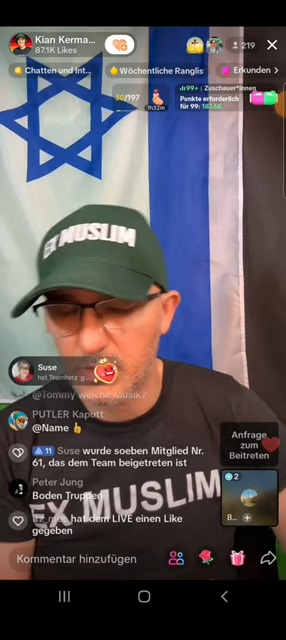 Kian Kerma...
87.1K Likes
219
Chatten und Int...
Wöchentliche Ranglis
Erkunden >
30/197
1h32m
99+ | Zuschauer*innen
Punkte erforderlich
für 99: 187.6K
EX MUSLIM
Suse
hat Teamherz g...
@Tommy welche Musik?
PUTLER Kaputt
@Name 👍
11 Suse wurde soeben Mitglied Nr.
61, das dem Team beigetreten ist
Peter Jung
Boden Truppen
EX MUSLIM
hat dem LIVE einen Like
gegeben
Anfrage
zum
Beitreten
2
B...
Kommentar hinzufügen